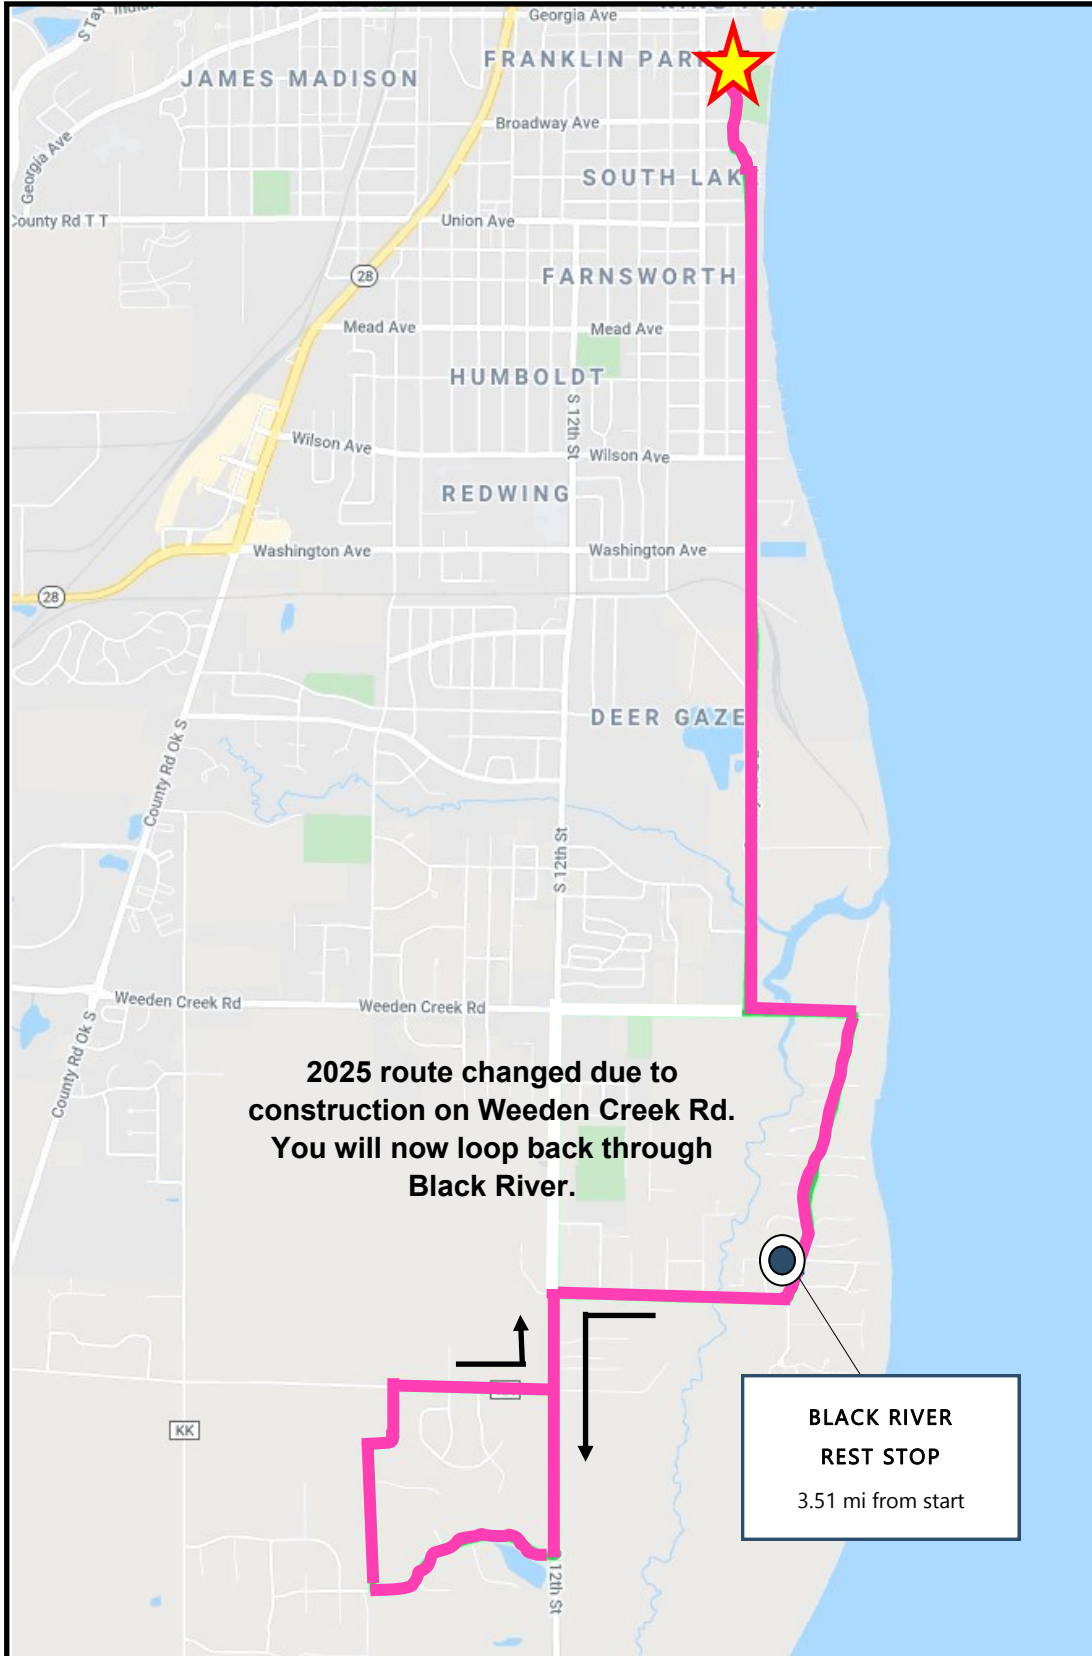 Georgia Ave
S Tay
FRANKLIN PARK
JAMES MADISON
Broadway Ave
Georgia Ave
SOUTH LAK
County Rd T T
Union Ave
28
FARNSWORTH
Mead Ave
Mead Ave
HUMBOLDT
S 12th St
Wilson Ave
Wilson Ave
REDWING
Washington Ave
Washington Ave
28
DEER GAZE
County Rd Ok S
S 12th St
Weeden Creek Rd
Weeden Creek Rd
County Rd Ok S
2025 route changed due to
construction on Weeden Creek Rd.
You will now loop back through
Black River.
KK
BLACK RIVER
REST STOP
3.51 mi from start
12th St